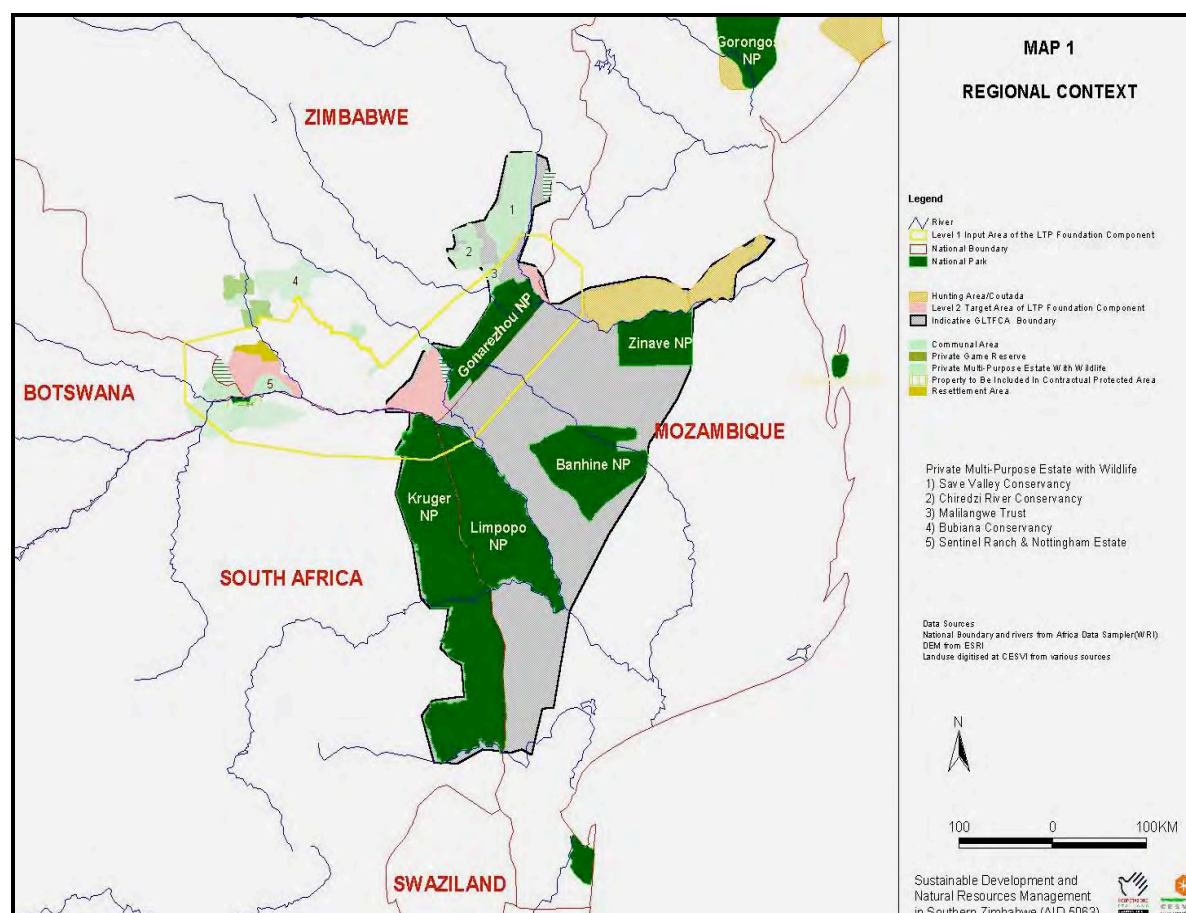 Gorongos
NP
ZIMBABWE
1
2
3
4
Gonarezhou NP
Zinave NP
BOTSWANA
5
MOZAMBIQUE
Banhine NP
Kruger
NP
Limpopo
NP
SOUTH AFRICA
SWAZILAND
MAP 1
REGIONAL CONTEXT
Legend
River
Level 1 Input Area of the LTP Foundation Component
National Boundary
National Park
Hunting Area/Coutada
Level 2 Target Area of LTP Foundation Component
Indicative GLTFCA Boundary
Communal Area
Private Game Reserve
Private Multi-Purpose Estate With Wildlife
Property to Be Included In Contractual Protected Area
Resettlement Area
Private Multi-Purpose Estate with Wildlife
1) Save Valley Conservancy
2) Chiredzi River Conservancy
3) Malilangwe Trust
4) Bubiana Conservancy
5) Sentinel Ranch & Nottingham Estate
Data Sources
National Boundary and rivers from Africa Data Sampler(WRI)
DEM from ESRI
Landuse digitised at CESVI from various sources
N
100 0 100KM
Sustainable Development and
Natural Resources Management
in Southern Zimbabwe (AID 5063)